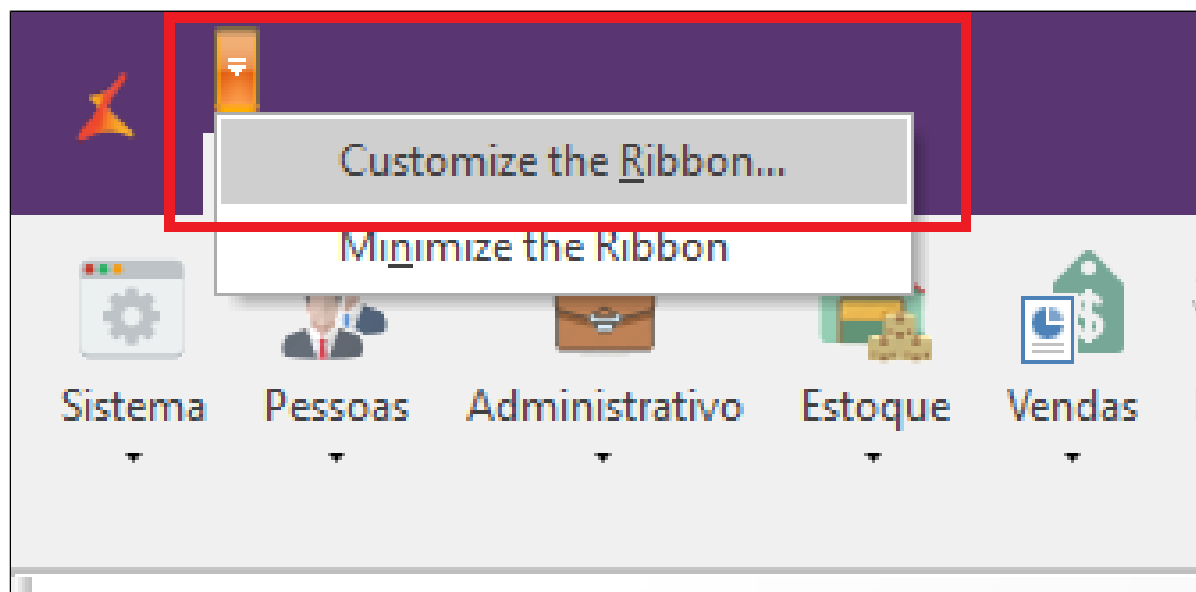 Customize the Ribbon...
Minimize the Ribbon
Sistema Pessoas Administrativo Estoque Vendas